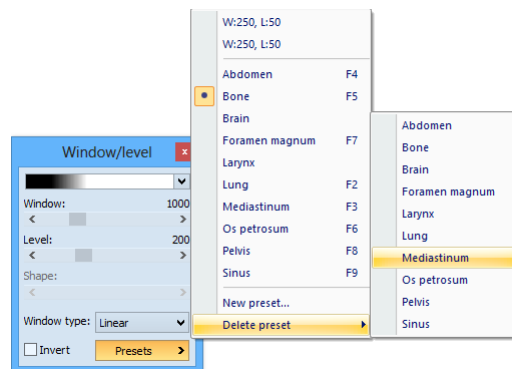 W:250, L:50
W:250, L:50
Abdomen F4
Bone F5
Brain
Foramen magnum F7
Larynx
Lung F2
Mediastinum F3
Os petrosum F6
Pelvis F8
Sinus F9
New preset...
Delete preset
Abdomen
Bone
Brain
Foramen magnum
Larynx
Lung
Mediastinum
Os petrosum
Pelvis
Sinus
Window/level x
Window: 1000
Level: 200
Shape:
Window type: Linear
Invert Presets